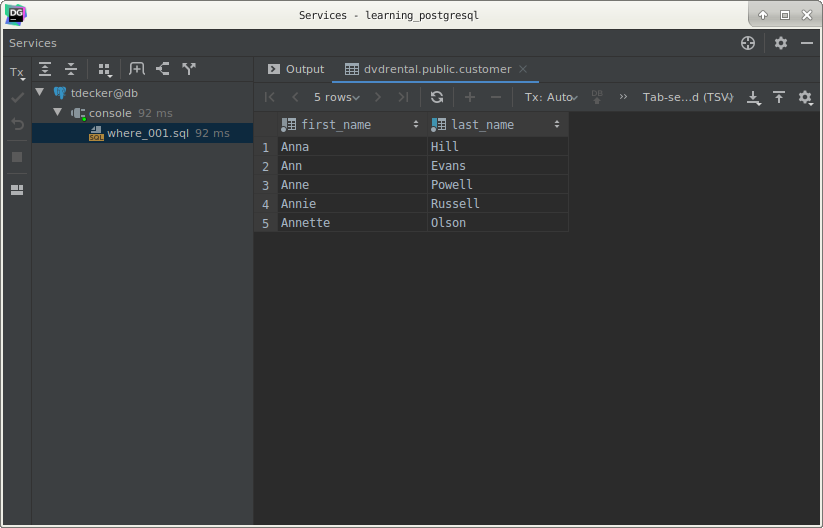 DG
Services - learning_postgresql
Services
Tx
Output
dvdrental.public.customer
tdecker@db
5 rows
Tx: Auto
DB
Tab-se...d (TSV)
console 92 ms
first_name last_name
SQL
where_001.sql 92 ms
1 Anna Hill
2 Ann Evans
3 Anne Powell
4 Annie Russell
5 Annette Olson